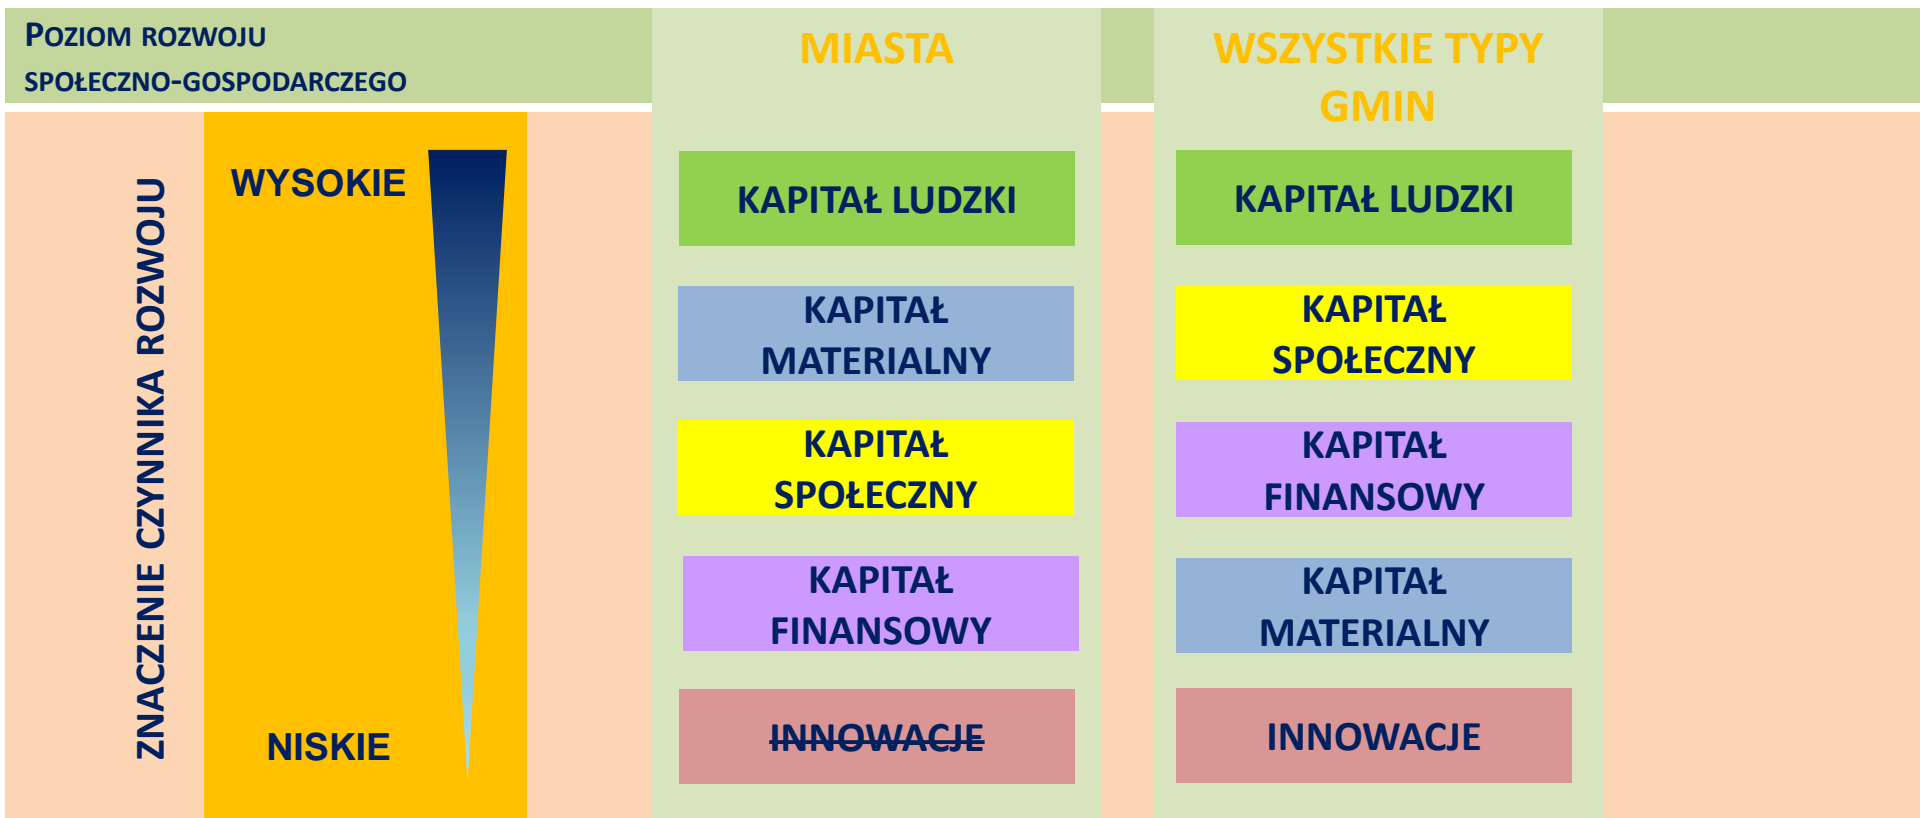 POZIOM ROZWOJU
SPOŁECZNO-GOSPODARCZEGO
MIASTA
WSZYSTKIE TYPY
GMIN
ZNACZENIE CZYNNIKA ROZWOJU
WYSOKIE
NISKIE
KAPITAŁ LUDZKI
KAPITAŁ
MATERIALNY
KAPITAŁ
SPOŁECZNY
KAPITAŁ
FINANSOWY
INNOWACJE
KAPITAŁ LUDZKI
KAPITAŁ
SPOŁECZNY
KAPITAŁ
FINANSOWY
KAPITAŁ
MATERIALNY
INNOWACJE